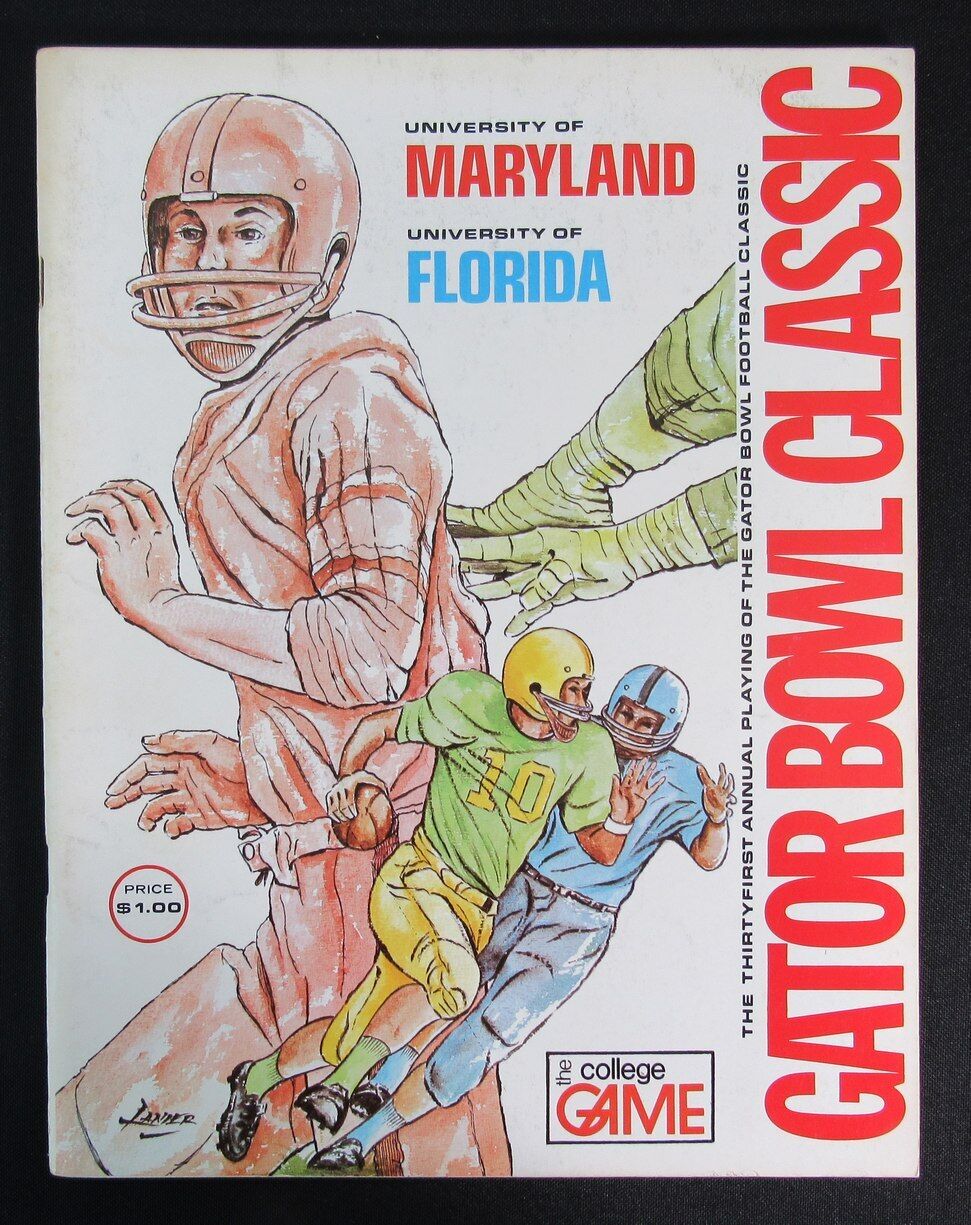 UNIVERSITY OF
MARYLAND
UNIVERSITY OF
FLORIDA
THE THIRTYFIRST ANNUAL PLAYING OF THE GATOR BOWL FOOTBALL CLASSIC
GATOR BOWL CLASSIC
10
PRICE
$1.00
the college
GAME
LANDER